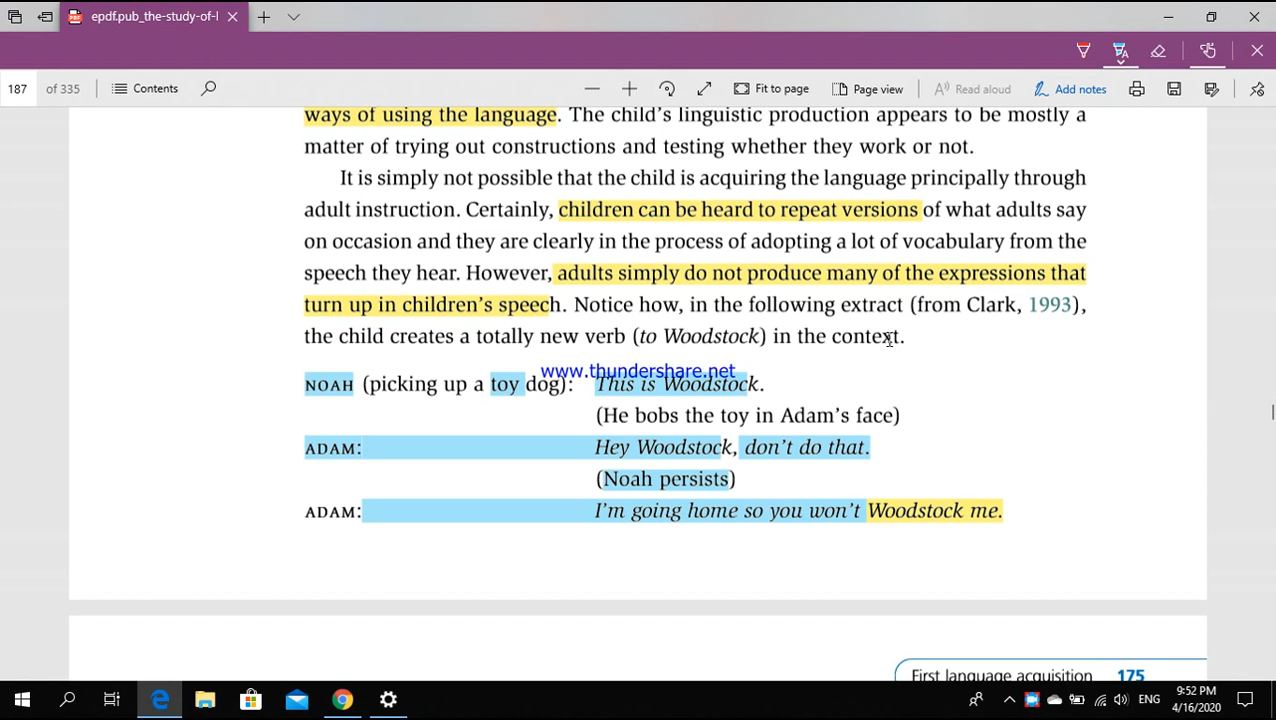 epdf.pub_the-study-of-l
187 of 335 Contents Fit to page Page view Read aloud Add notes
ways of using the language. The child's linguistic production appears to be mostly a
matter of trying out constructions and testing whether they work or not.
It is simply not possible that the child is acquiring the language principally through
adult instruction. Certainly, children can be heard to repeat versions of what adults say
on occasion and they are clearly in the process of adopting a lot of vocabulary from the
speech they hear. However, adults simply do not produce many of the expressions that
turn up in children's speech. Notice how, in the following extract (from Clark, 1993),
the child creates a totally new verb (to Woodstock) in the context.
www.thundershare.net
NOAH (picking up a toy dog): This is Woodstock.
(He bobs the toy in Adam's face)
ADAM: Hey Woodstock, don't do that.
(Noah persists)
ADAM: I'm going home so you won't Woodstock me.
First language acquisition 175
ENG
9:52 PM
4/16/2020